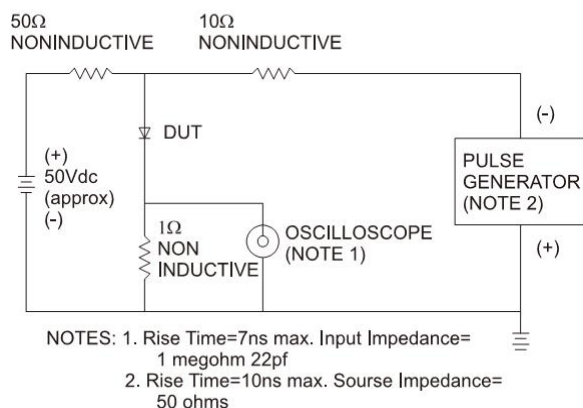 50Ω
NONINDUCTIVE
10Ω
NONINDUCTIVE
DUT
(+)
50Vdc
(approx)
(-)
1Ω
NON
INDUCTIVE
OSCILLOSCOPE
(NOTE 1)
(-)
PULSE
GENERATOR
(NOTE 2)
(+)
NOTES: 1. Rise Time=7ns max. Input Impedance=
1 megohm 22pf
2. Rise Time=10ns max. Sourse Impedance=
50 ohms